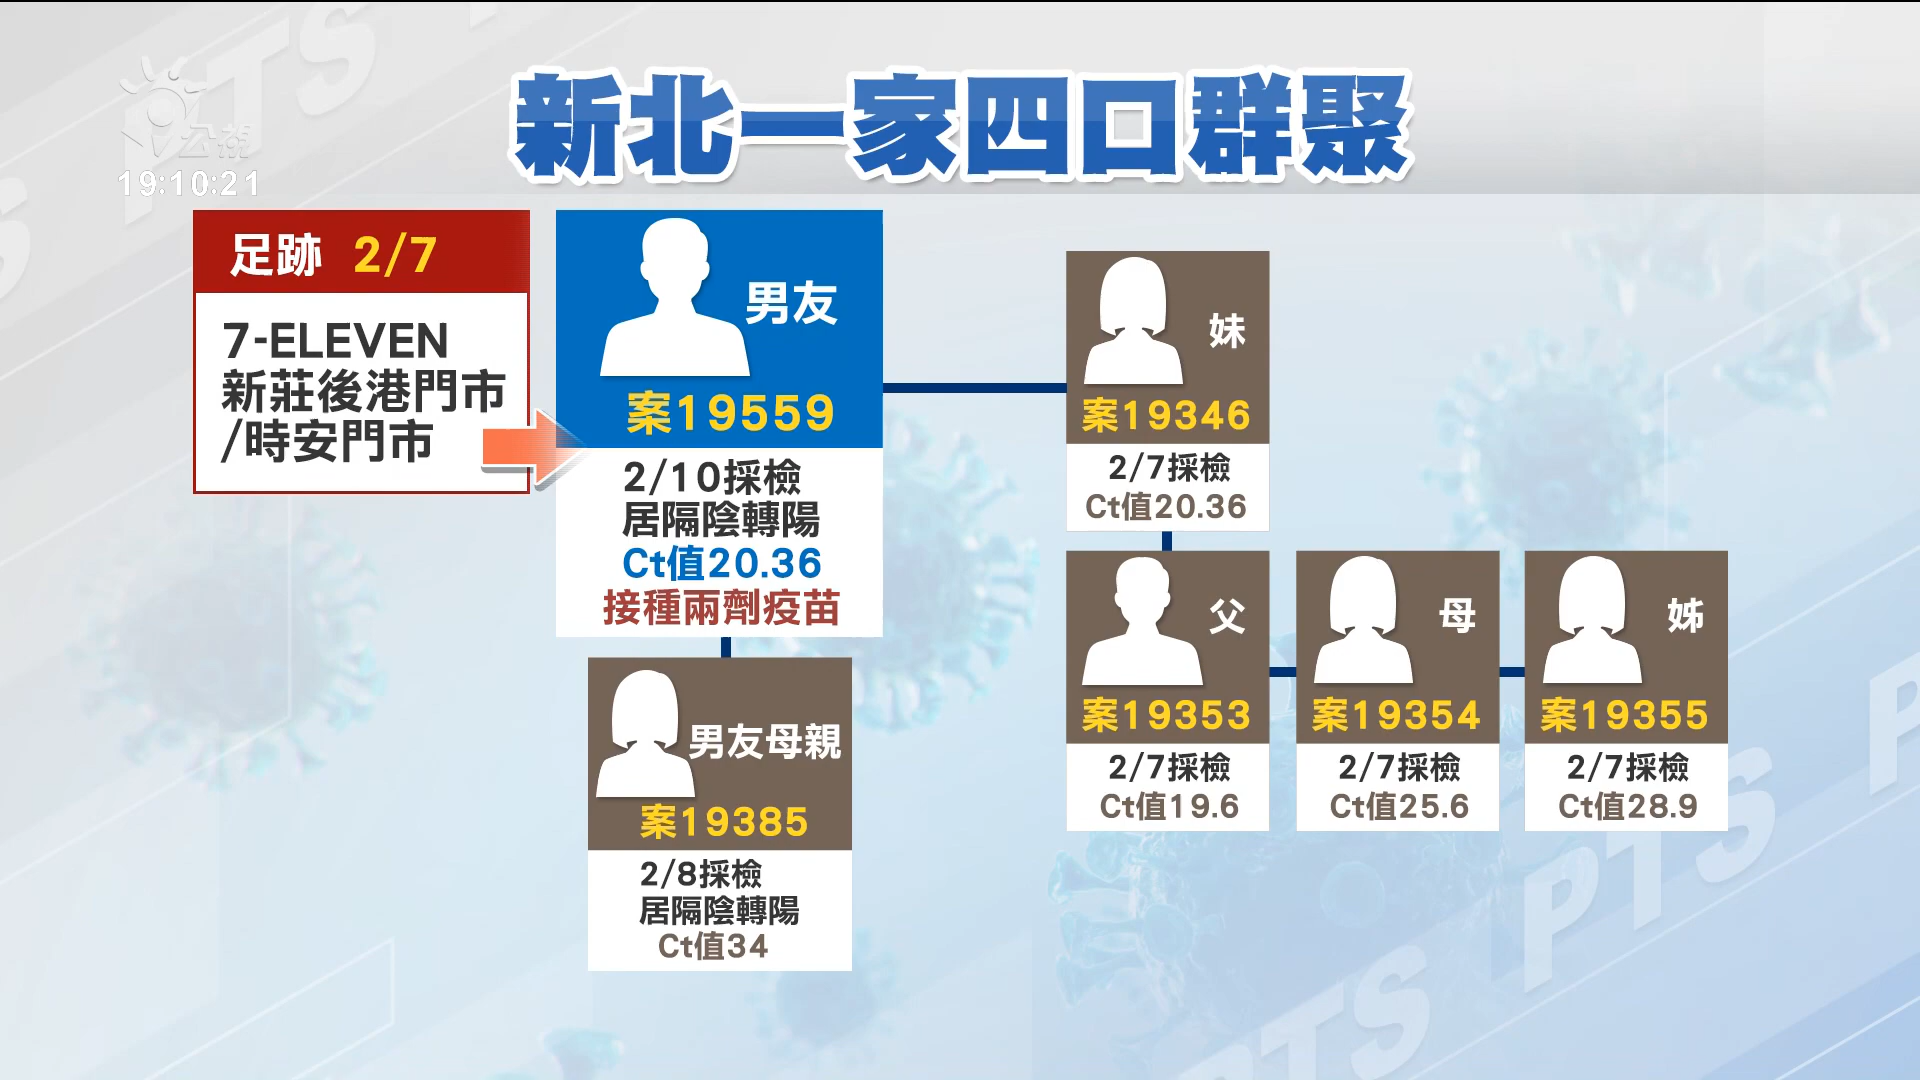 新北一家四口群聚
公視
19:10:21
足跡 2/7
7-ELEVEN
新莊後港門市
/時安門市
男友
案19559
2/10採檢
居隔陰轉陽
Ct值20.36
接種兩劑疫苗
男友母親
案19385
2/8採檢
居隔陰轉陽
Ct值34
妹
案19346
2/7採檢
Ct值20.36
父
案19353
2/7採檢
Ct值19.6
母
案19354
2/7採檢
Ct值25.6
姊
案19355
2/7採檢
Ct值28.9
PTS
PTS
PTS